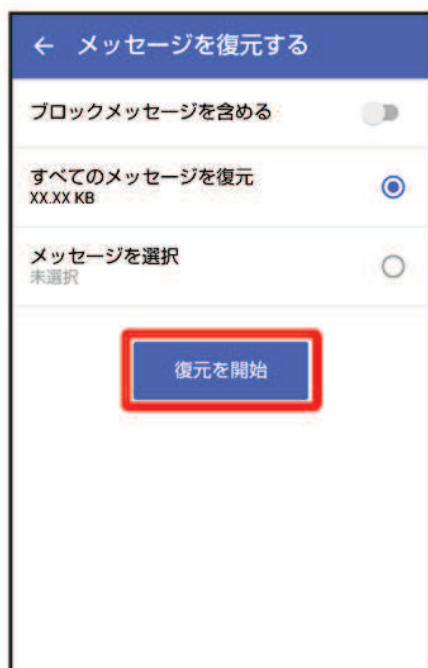 ← メッセージを復元する
ブロックメッセージを含める
すべてのメッセージを復元
XX.XX KB
メッセージを選択
未選択
復元を開始